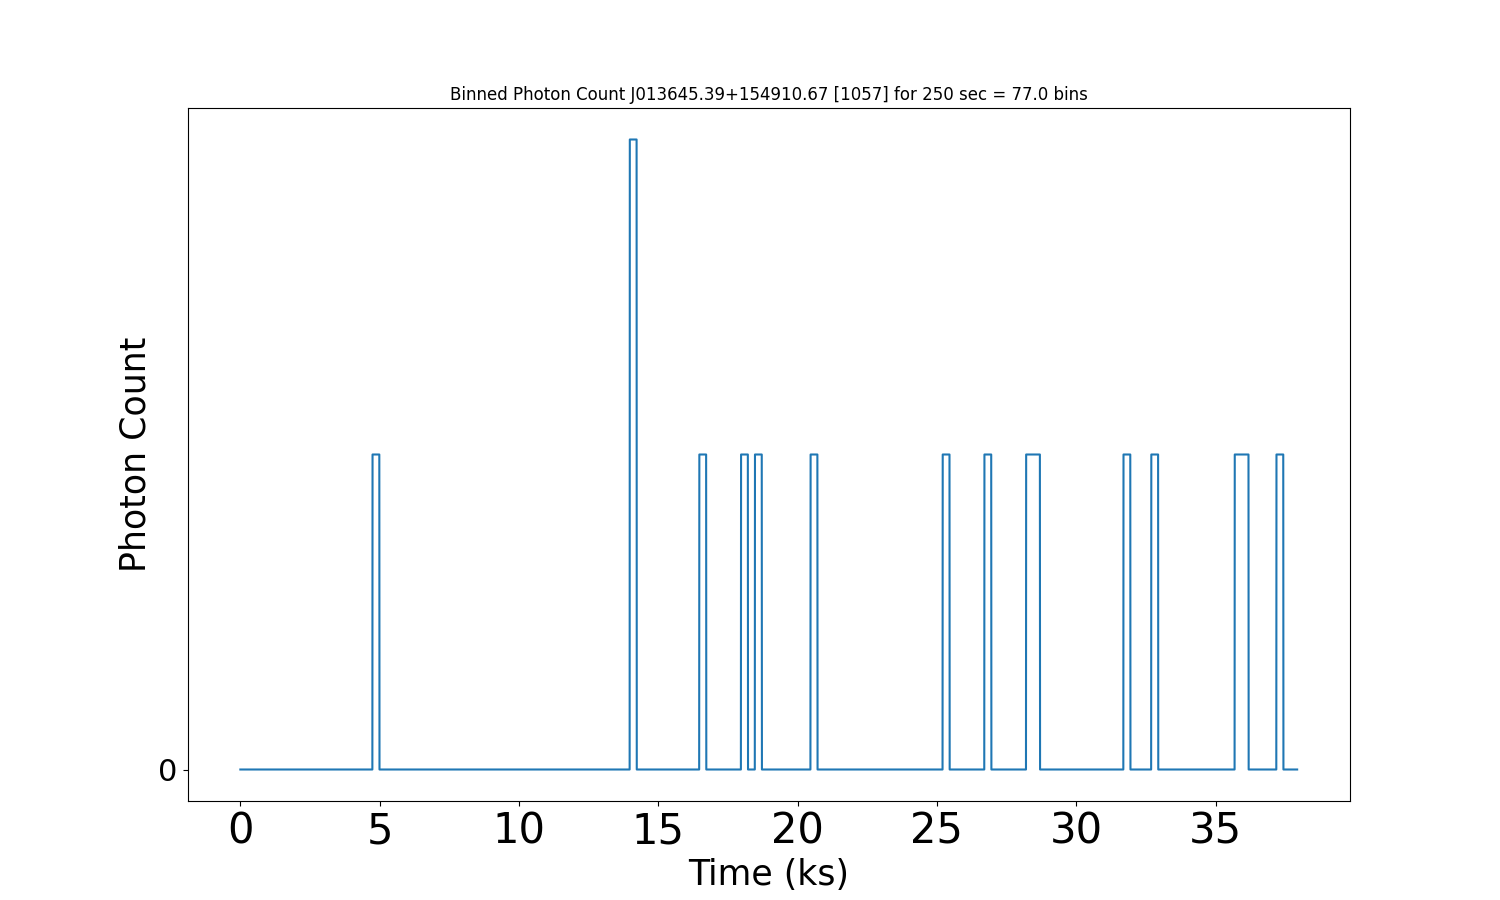 Binned Photon Count J013645.39+154910.67 [1057] for 250 sec = 77.0 bins
Photon Count
0
0 5 10 15 20 25 30 35
Time (ks)